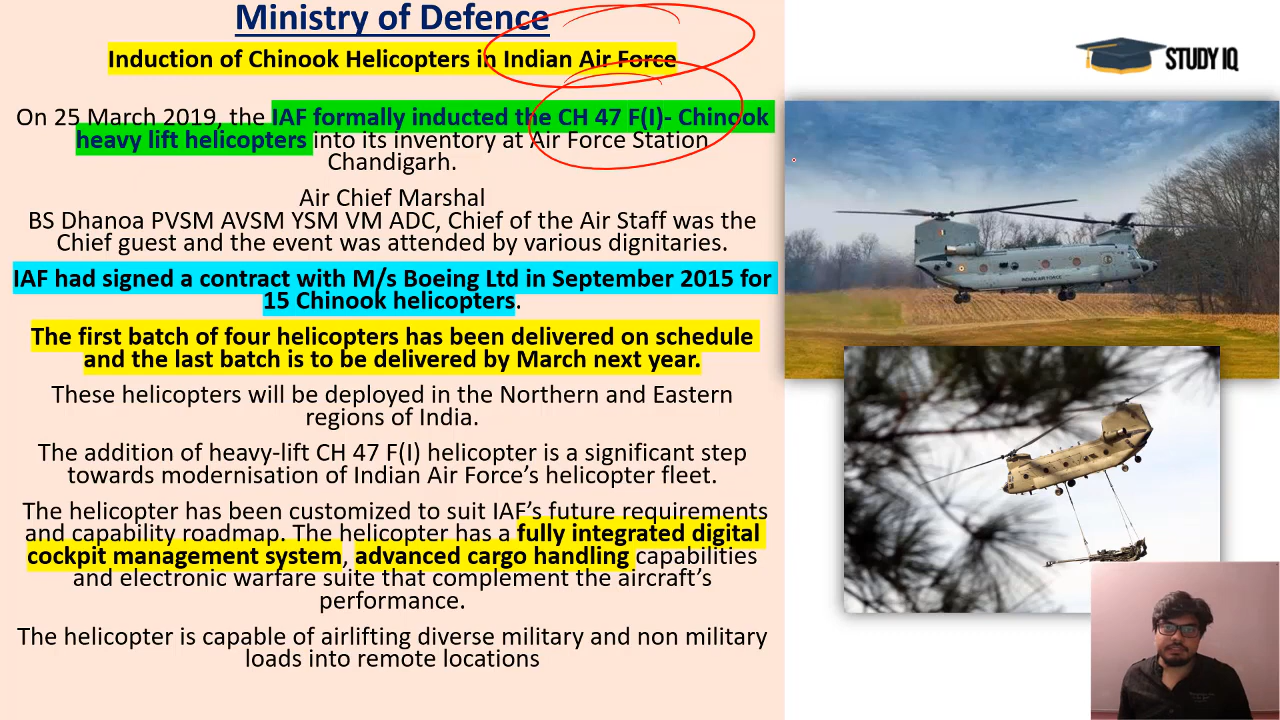 Ministry of Defence
Induction of Chinook Helicopters in Indian Air Force
STUDY IQ
On 25 March 2019, the IAF formally inducted the CH 47 F(I)- Chinook
heavy lift helicopters into its inventory at Air Force Station
Chandigarh.
Air Chief Marshal
BS Dhanoa PVSM AVSM YSM VM ADC, Chief of the Air Staff was the
Chief guest and the event was attended by various dignitaries.
IAF had signed a contract with M/s Boeing Ltd in September 2015 for
15 Chinook helicopters.
The first batch of four helicopters has been delivered on schedule
and the last batch is to be delivered by March next year.
These helicopters will be deployed in the Northern and Eastern
regions of India.
The addition of heavy-lift CH 47 F(I) helicopter is a significant step
towards modernisation of Indian Air Force’s helicopter fleet.
The helicopter has been customized to suit IAF’s future requirements
and capability roadmap. The helicopter has a fully integrated digital
cockpit management system, advanced cargo handling capabilities
and electronic warfare suite that complement the aircraft’s
performance.
The helicopter is capable of airlifting diverse military and non military
loads into remote locations
INDIAN AIR FORCE